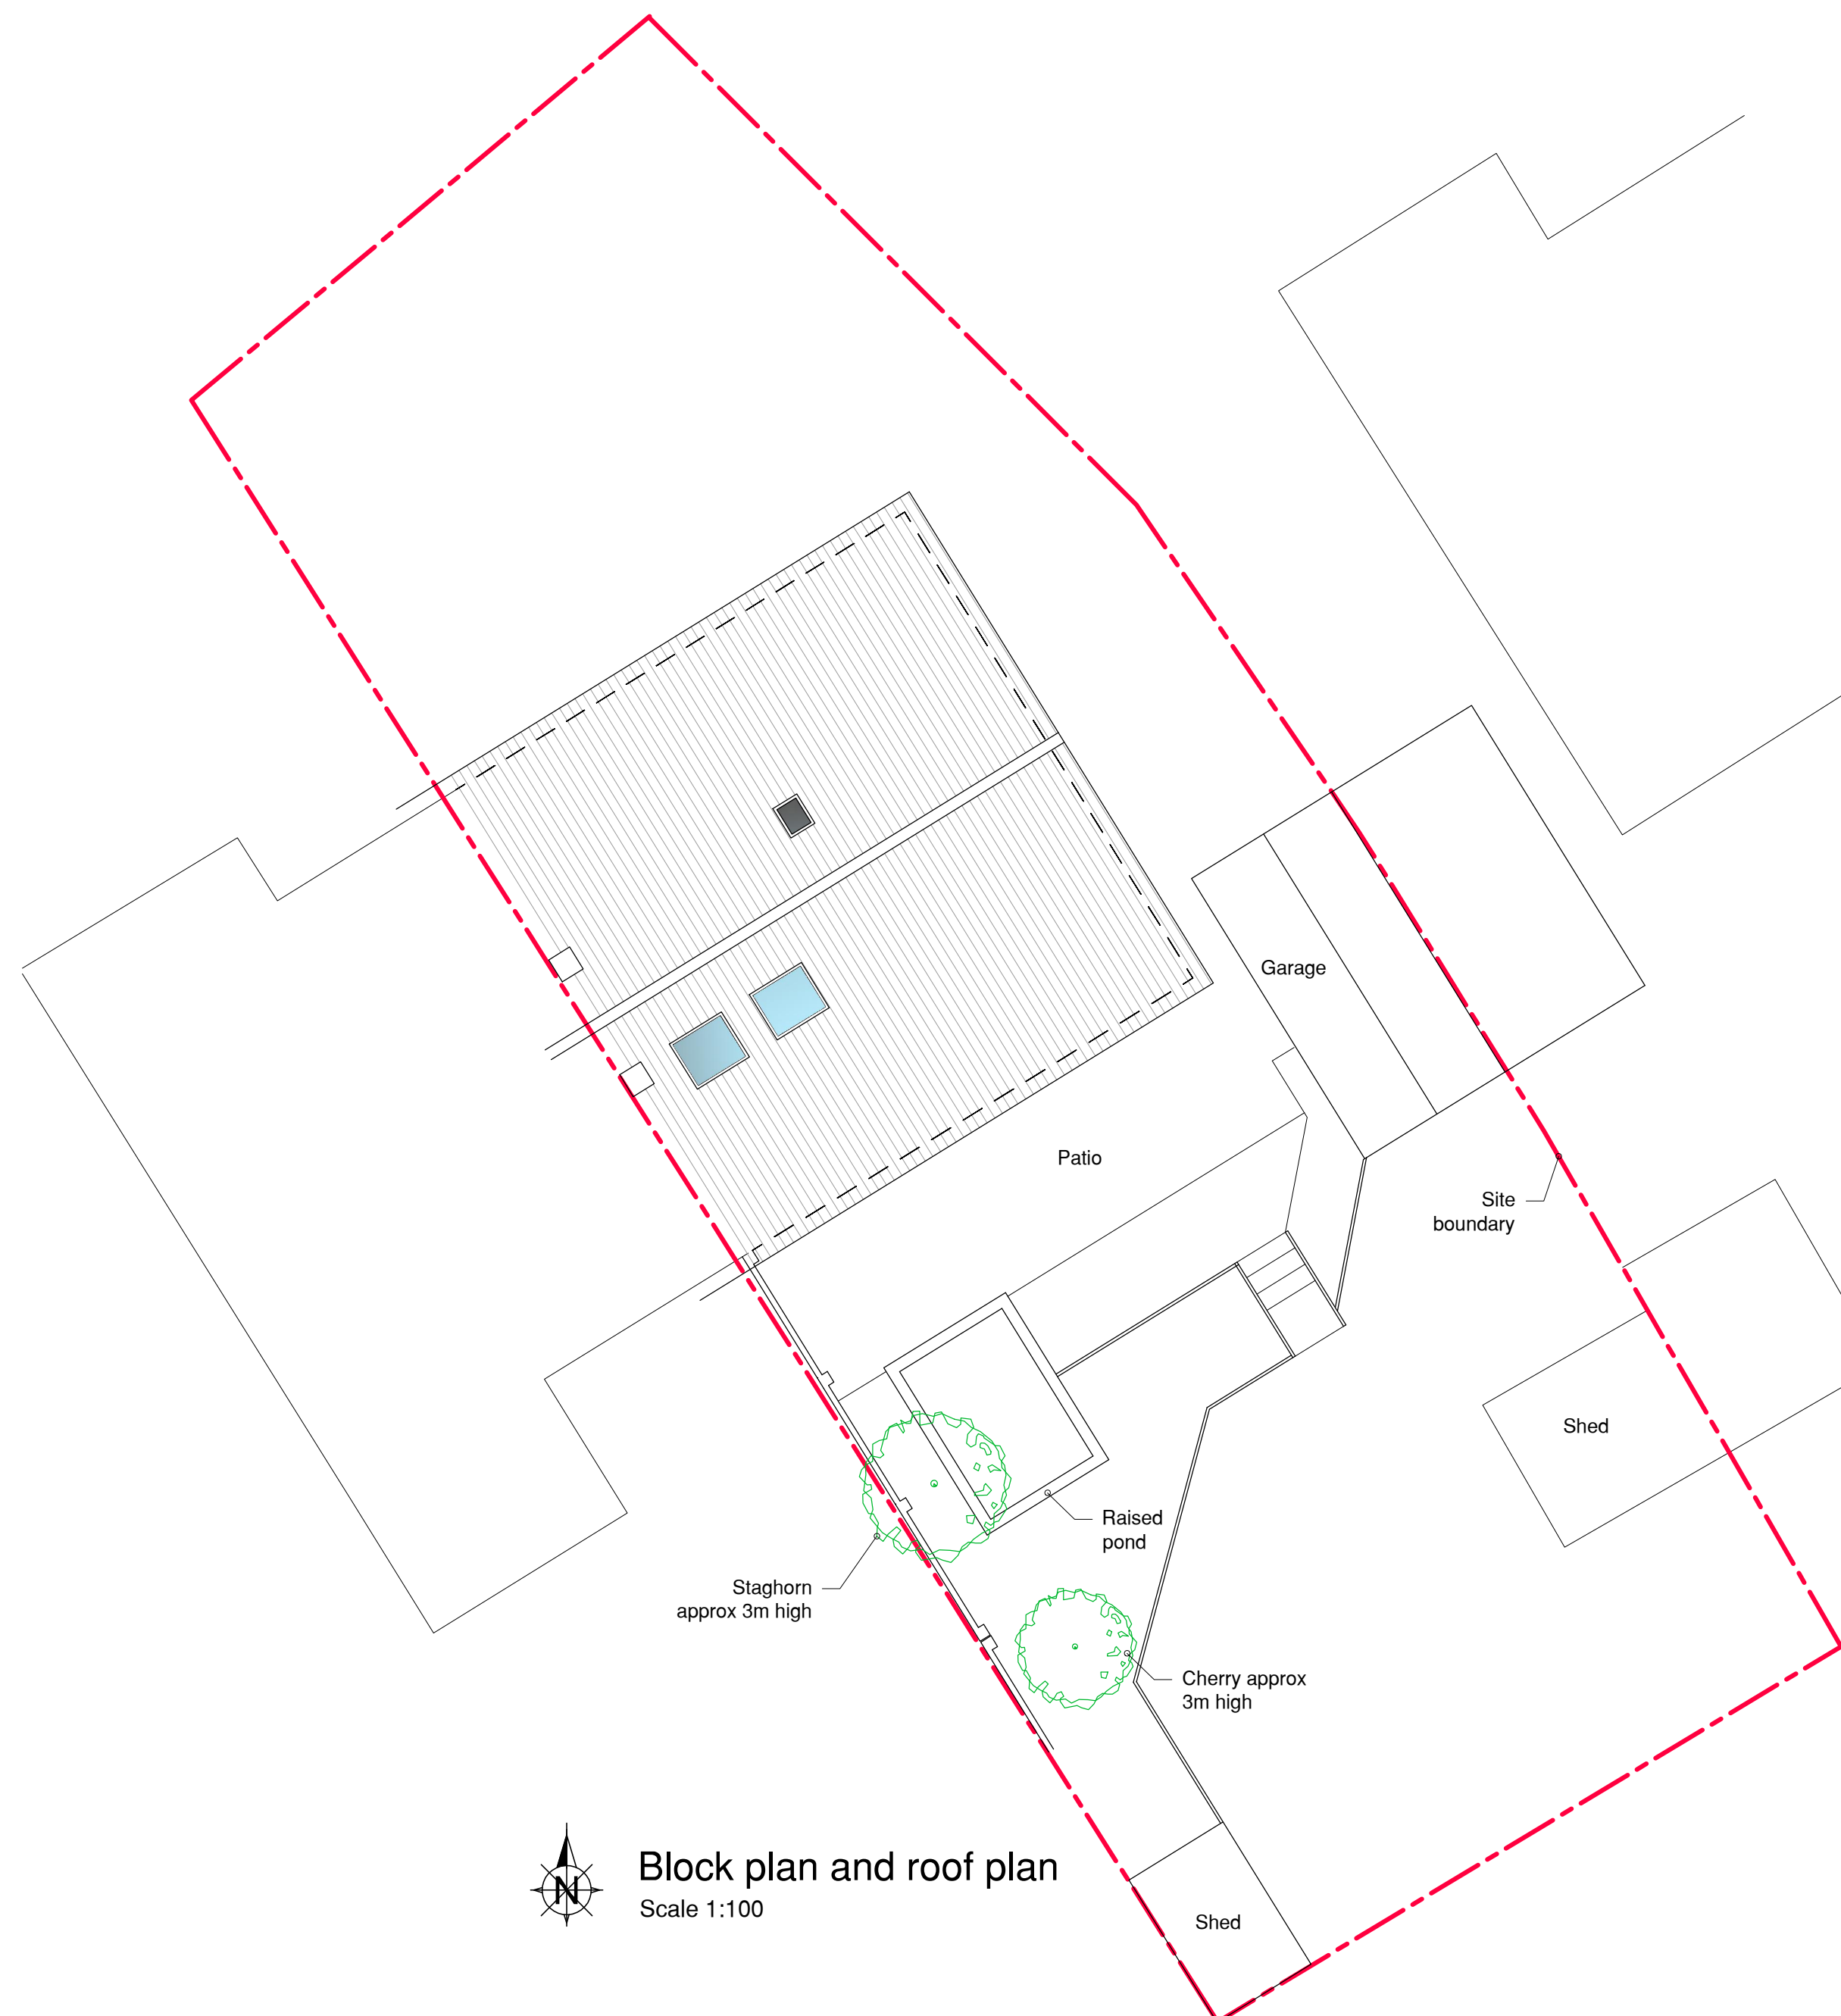 Garage
Patio
Site
boundary
Shed
Raised
pond
Staghorn
approx 3m high
Cherry approx
3m high
N
Block plan and roof plan
Scale 1:100
Shed